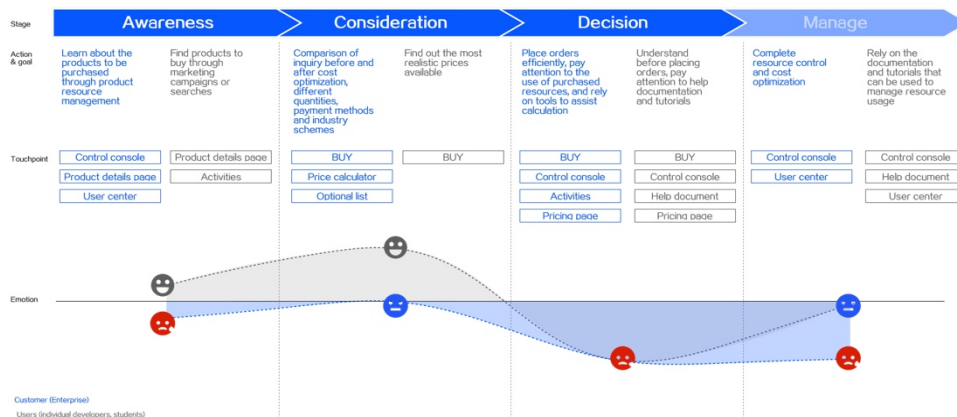 Stage
Awareness
Consideration
Decision
Manage
Action
& goal
Learn about the
products to be
purchased
through product
resource
management
Find products to
buy through
marketing
campaigns or
searches
Comparison of
inquiry before and
after cost
optimization,
different
quantities,
payment methods
and industry
schemes
Find out the most
realistic prices
available
Place orders
efficiently, pay
attention to the
use of purchased
resources, and rely
on tools to assist
calculation
Understand
before placing
orders, pay
attention to help
documentation
and tutorials
Complete
resource control
and cost
optimization
Rely on the
documentation
and tutorials that
can be used to
manage resource
usage
Touchpoint
Control console
Product details page
User center
Product details page
Activities
BUY
Price calculator
Optional list
BUY
BUY
Control console
Activities
Pricing page
BUY
Control console
Help document
Pricing page
Control console
User center
Control console
Help document
User center
Emotion
Customer (Enterprise)
Users (individual developers, students)